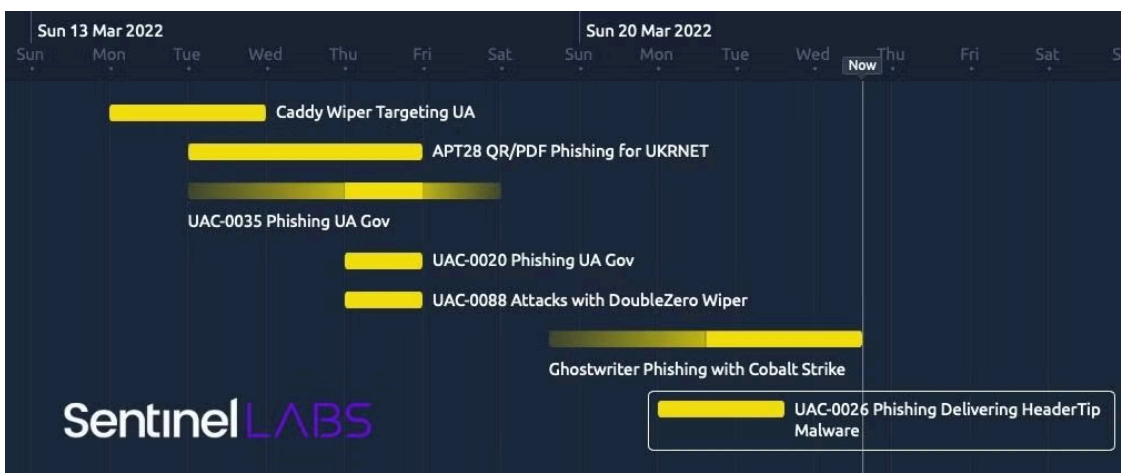 Sun 13 Mar 2022 Sun 20 Mar 2022
Sun Mon Tue Wed Thu Fri Sat Sun Mon Tue Wed Thu Fri Sat S
Now
Caddy Wiper Targeting UA
APT28 QR/PDF Phishing for UKRNET
UAC-0035 Phishing UA Gov
UAC-0020 Phishing UA Gov
UAC-0088 Attacks with DoubleZero Wiper
Ghostwriter Phishing with Cobalt Strike
UAC-0026 Phishing Delivering HeaderTip
Malware
Sentinel LABS